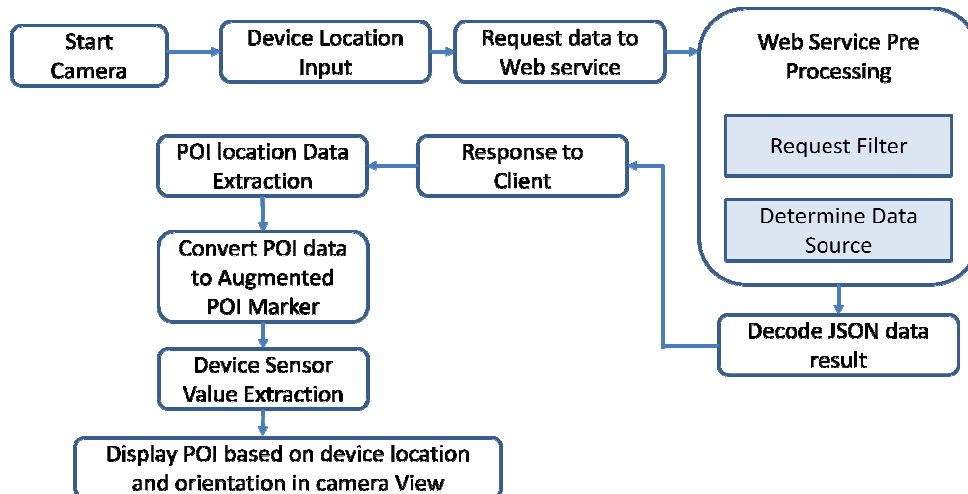 Start
Camera
Device Location
Input
Request data to
Web service
Web Service Pre
Processing
Request Filter
Determine Data
Source
Decode JSON data
result
Response to
Client
POI location Data
Extraction
Convert POI data
to Augmented
POI Marker
Device Sensor
Value Extraction
Display POI based on device location
and orientation in camera View